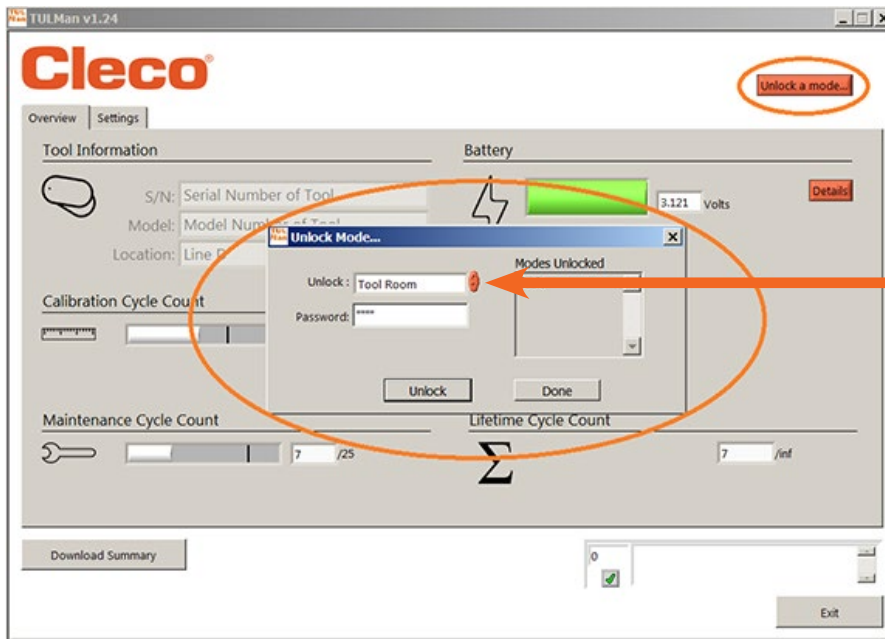 TULMan v1.24
Cleco®
Unlock a mode...
Overview
Settings
Tool Information
Battery
S/N:
Serial Number of Tool
3.121
Volts
Details
Model:
Model Number of Tool
Location:
Line
Unlock Mode...
Modes Unlocked
Unlock :
Tool Room
Password:
****
Unlock
Done
Calibration Cycle Count
Maintenance Cycle Count
7
/25
Lifetime Cycle Count
Σ
7
/inf
Download Summary
0
Exit